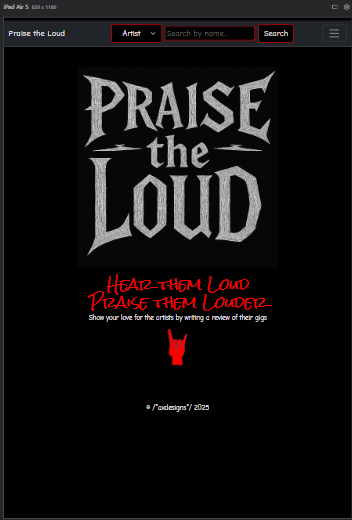 iPad Air 5 820 x 1180
Praise the Loud Artist Search by name... Search
PRAISE
the
LOUD
Hear them Loud
Praise them Louder
Show your love for the artists by writing a review of their gigs
© /"axdesigns"/ 2025